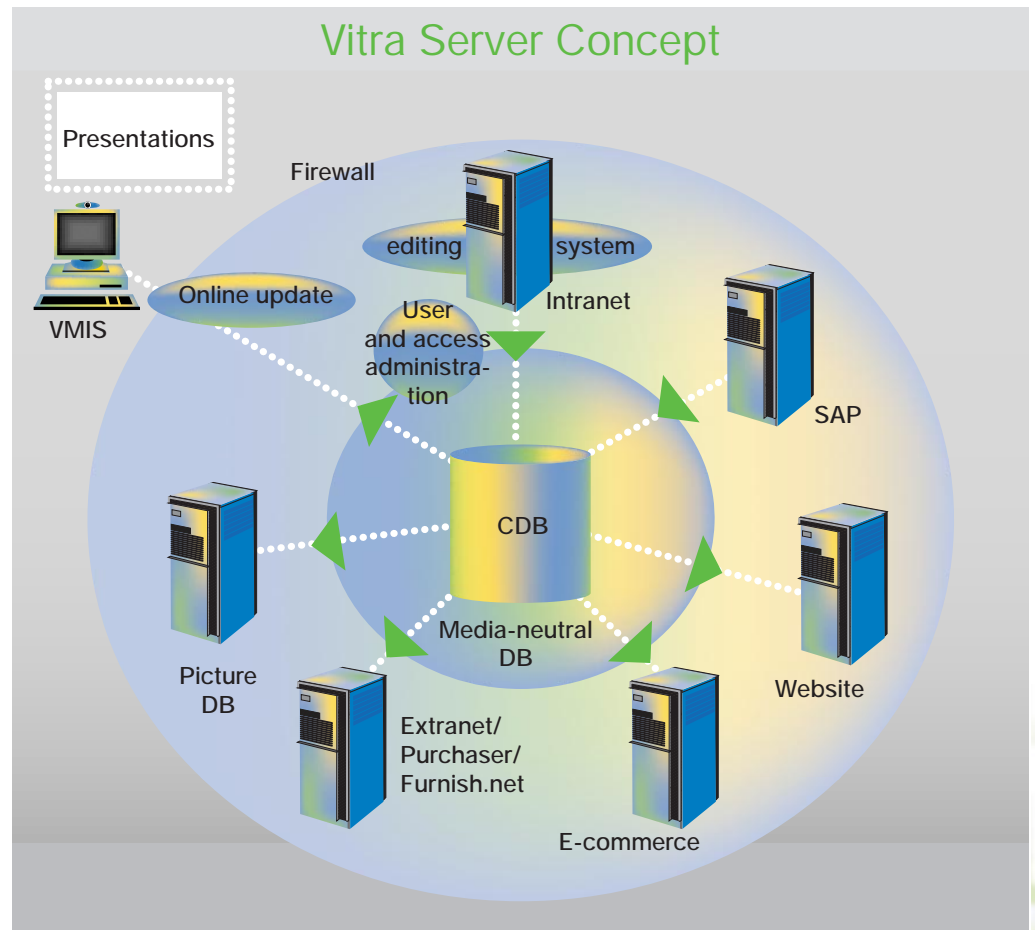 Vitra Server Concept
Presentations
Firewall
editing system
Online update
VMIS
Intranet
User
and access
administra-
tion
SAP
CDB
Media-neutral
DB
Picture
DB
Website
Extranet/
Purchaser/
Furnish.net
E-commerce